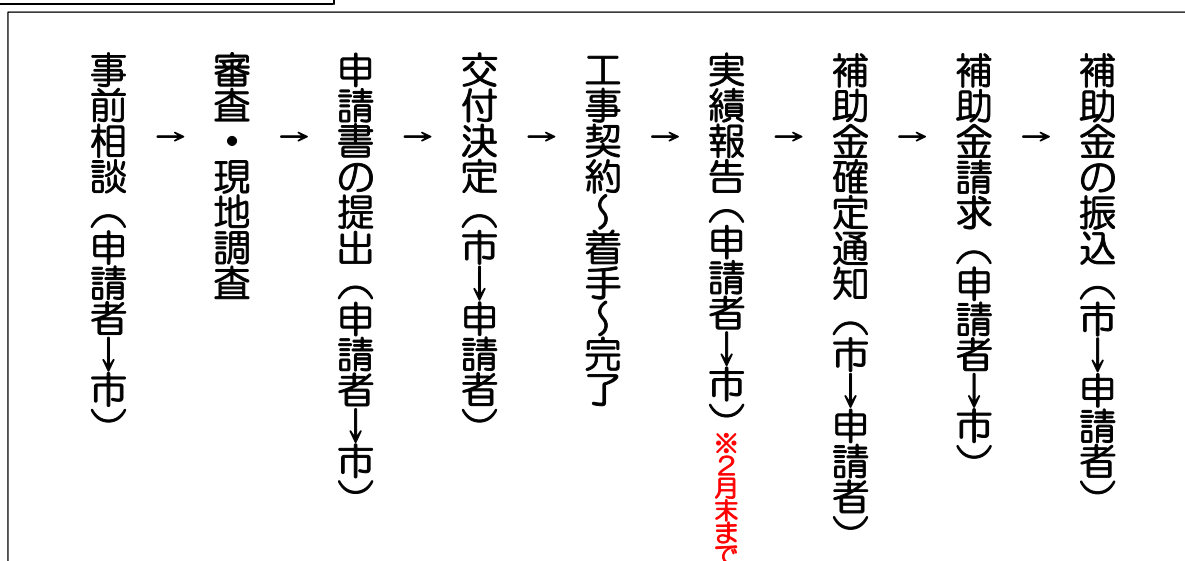 事前相談（申請者→市）
→
審査・現地調査
→
申請書の提出（申請者→市）
→
交付決定（市→申請者）
→
工事契約～着手～完了
→
実績報告（申請者→市）※２月末まで
→
補助金確定通知（市→申請者）
→
補助金請求（申請者→市）
→
補助金の振込（市→申請者）